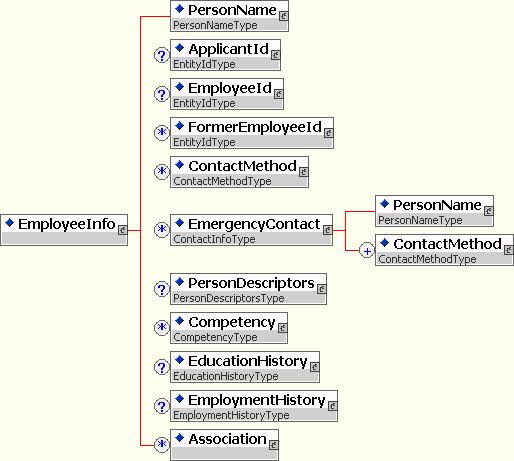 PersonName
PersonNameType
? ApplicantId
EntityIdType
? EmployeeId
EntityIdType
* FormerEmployeeId
EntityIdType
* ContactMethod
ContactMethodType
EmployeeInfo
* EmergencyContact
ContactInfoType
PersonName
PersonNameType
+ ContactMethod
ContactMethodType
? PersonDescriptors
PersonDescriptorsType
* Competency
CompetencyType
? EducationHistory
EducationHistoryType
? EmploymentHistory
EmploymentHistoryType
* Association